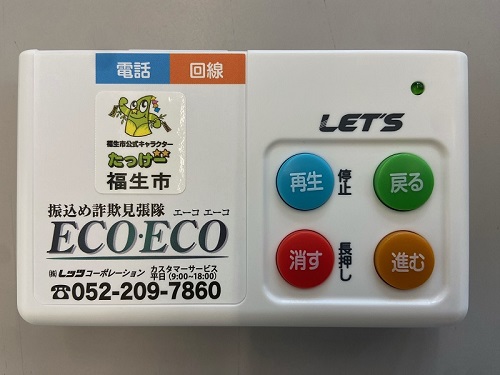 電話 回線
福生市公式キャラクター
たっけー
福生市
振込め詐欺見張隊 エーコ エーコ
ECO・ECO
㈱レッツコーポレーション カスタマーサービス
平日(9:00~18:00)
☎052-209-7860
LET'S
再生 停止 戻る
消す 長押し 進む